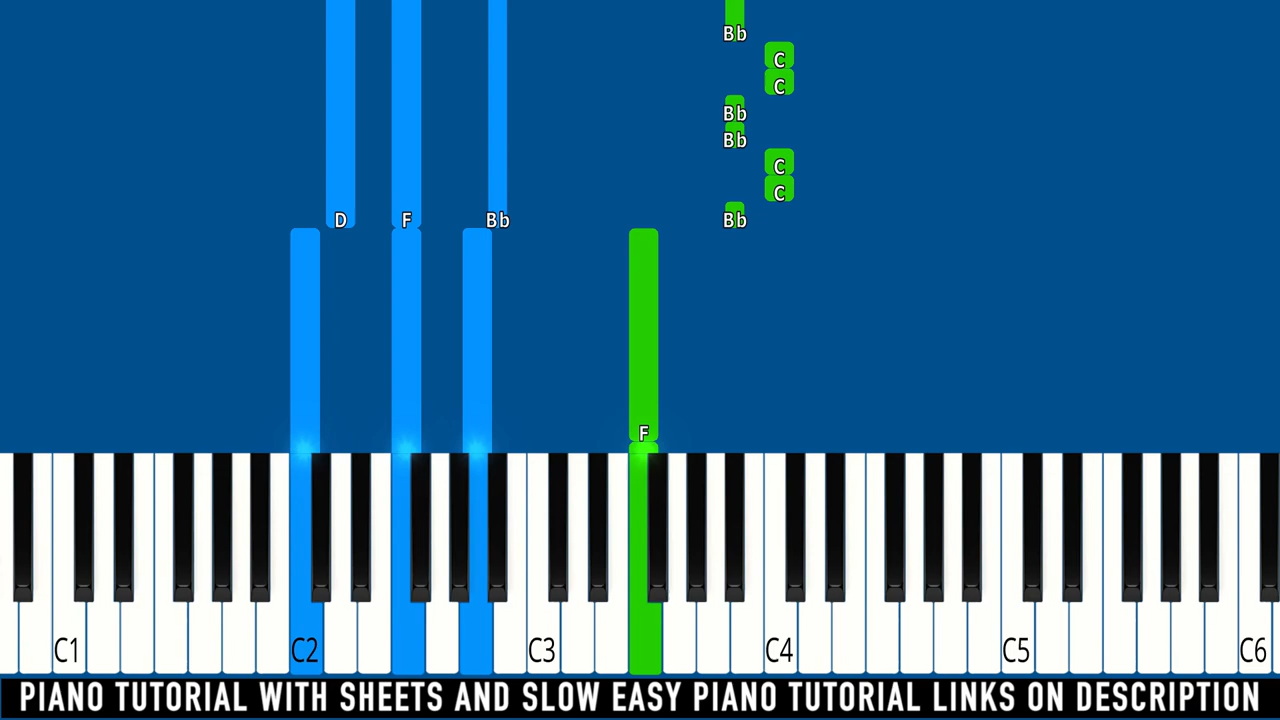 Bb
C
C
Bb
Bb
C
C
D F Bb Bb
F
C1 C2 C3 C4 C5 C6
PIANO TUTORIAL WITH SHEETS AND SLOW EASY PIANO TUTORIAL LINKS ON DESCRIPTION